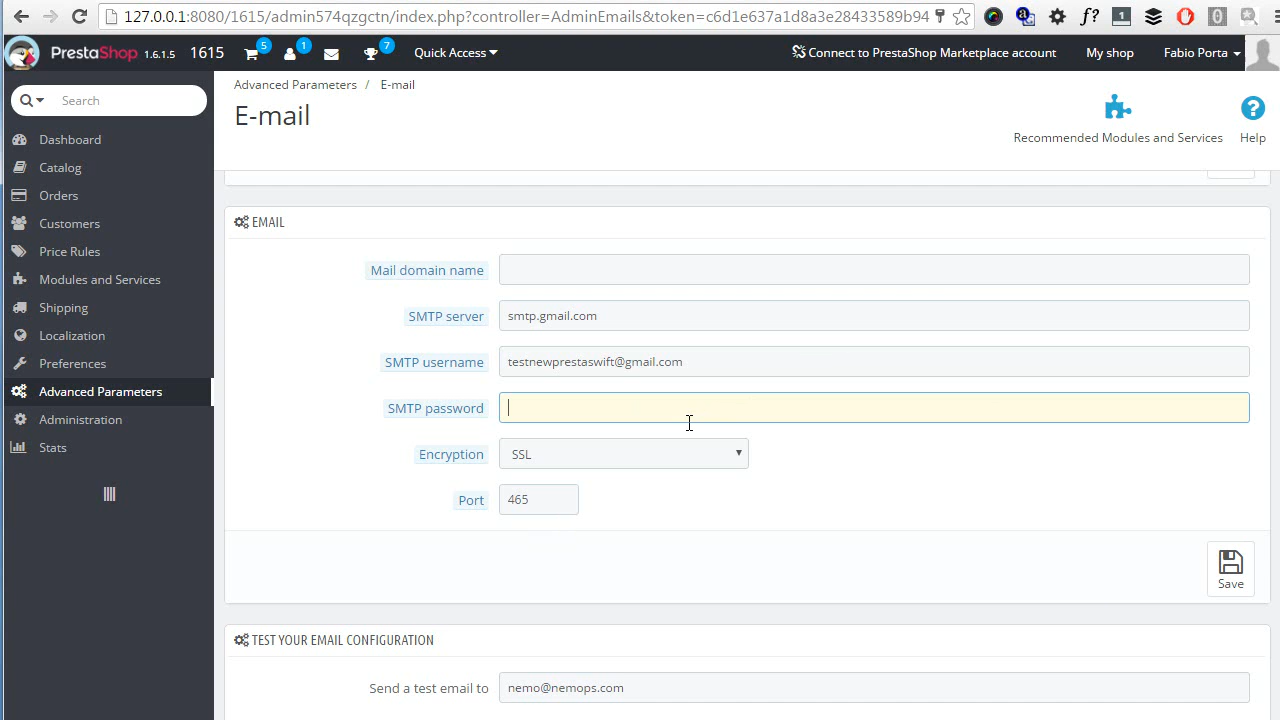 127.0.0.1:8080/1615/admin574qzgctn/index.php?controller=AdminEmails&token=c6d1e637a1d8a3e28433589b94
PrestaShop 1.6.1.5 1615 5 1 7 Quick Access Connect to PrestaShop Marketplace account My shop Fabio Porta
Search
Dashboard
Catalog
Orders
Customers
Price Rules
Modules and Services
Shipping
Localization
Preferences
Advanced Parameters
Administration
Stats
Advanced Parameters / E-mail
E-mail
Recommended Modules and Services
Help
EMAIL
Mail domain name
SMTP server smtp.gmail.com
SMTP username testnewprestaswift@gmail.com
SMTP password
Encryption SSL
Port 465
Save
TEST YOUR EMAIL CONFIGURATION
Send a test email to nemo@nemops.com